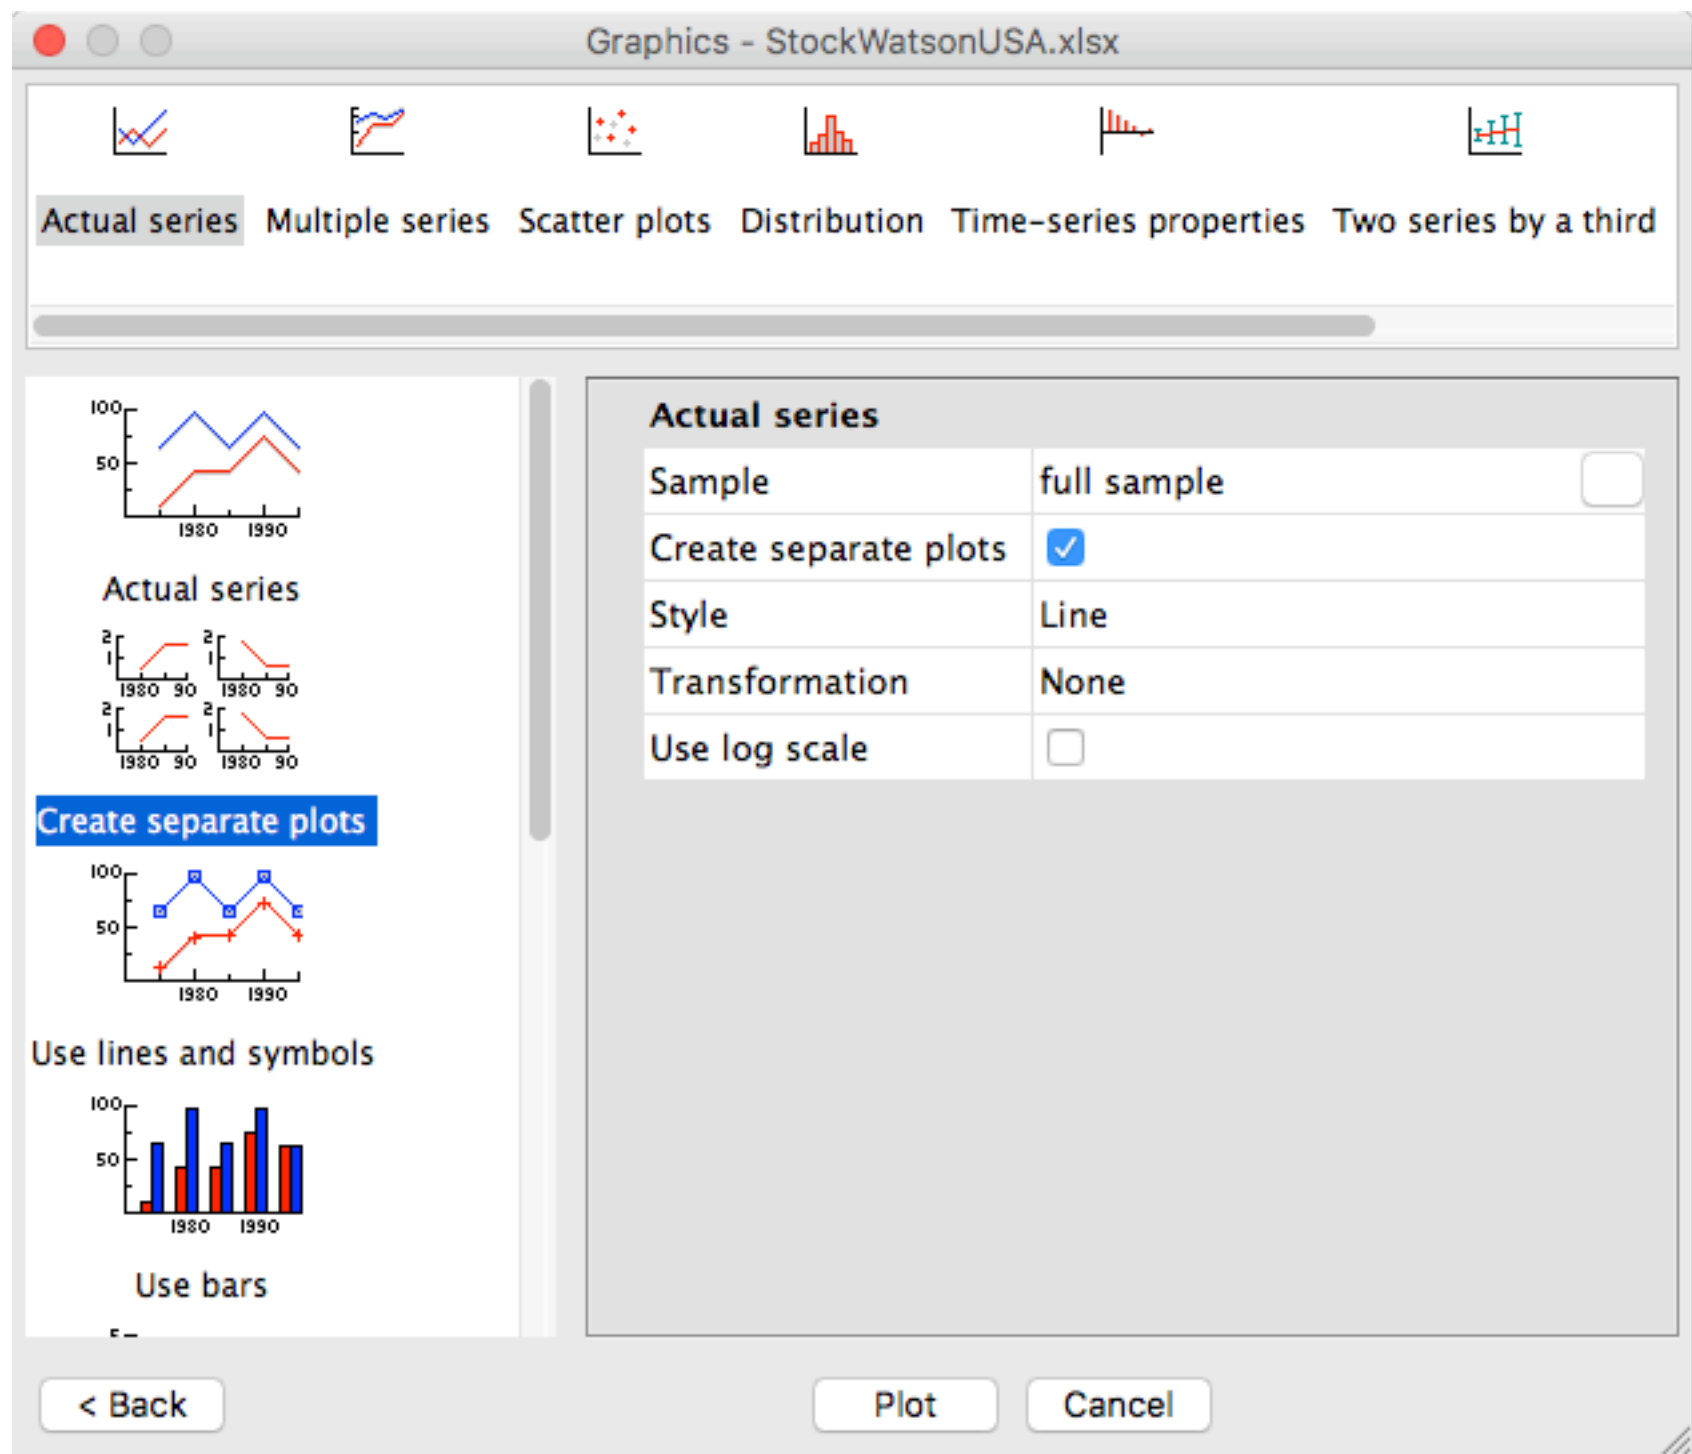 Graphics - StockWatsonUSA.xlsx
Actual series Multiple series Scatter plots Distribution Time-series properties Two series by a third
100
50
1980 1990
Actual series
2 2
1 1
1980 90 1980 90
2 2
1 1
1980 90 1980 90
Create separate plots
100
50
1980 1990
Use lines and symbols
100
50
1980 1990
Use bars
Actual series
Sample full sample
Create separate plots
Style Line
Transformation None
Use log scale
< Back Plot Cancel